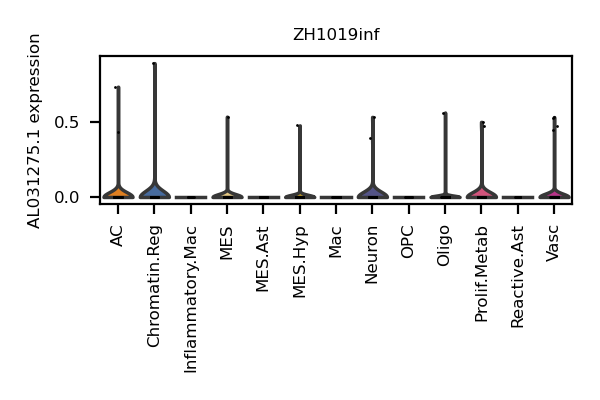 ZH1019inf
AL031275.1 expression
0.5
0.0
AC
Chromatin.Reg
Inflammatory.Mac
MES
MES.Ast
MES.Hyp
Mac
Neuron
OPC
Oligo
Prolif.Metab
Reactive.Ast
Vasc